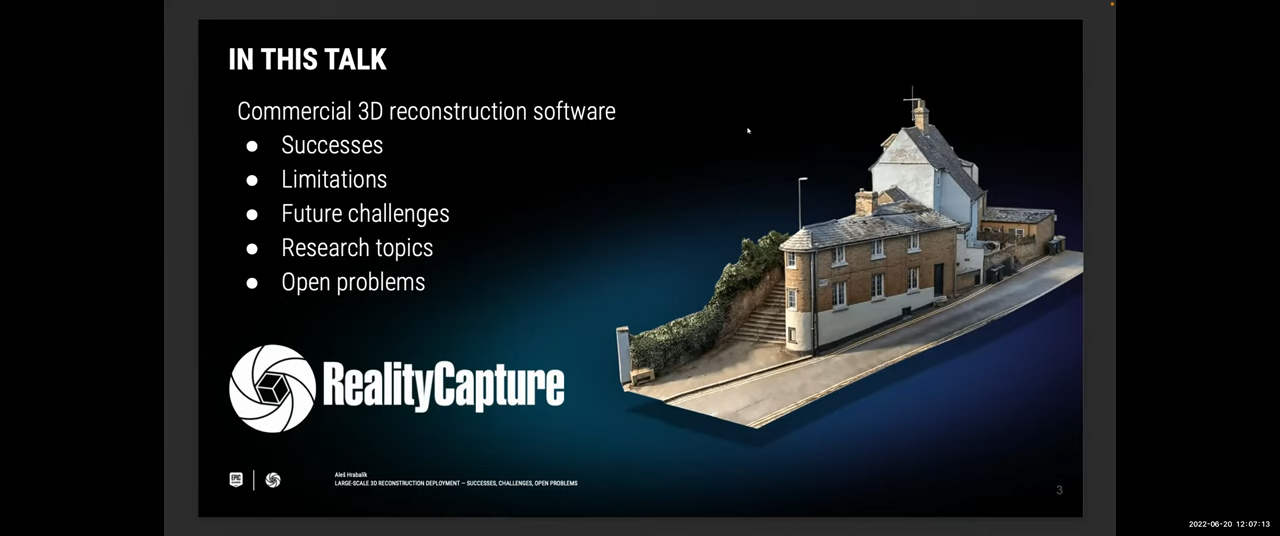 IN THIS TALK
Commercial 3D reconstruction software
● Successes
● Limitations
● Future challenges
● Research topics
● Open problems
RealityCapture
EPIC
Aleš Hrabalík
LARGE-SCALE 3D RECONSTRUCTION DEPLOYMENT – SUCCESSES, CHALLENGES, OPEN PROBLEMS
3
2022-06-20 12:07:13